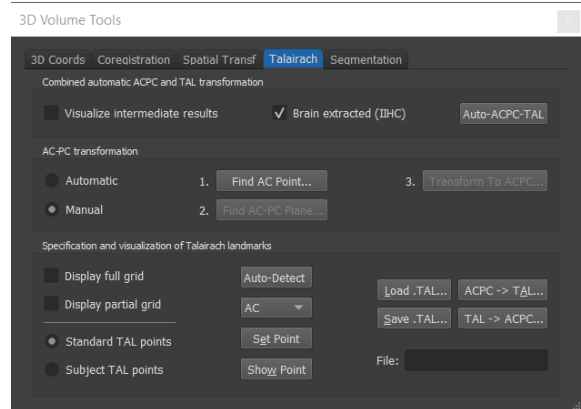 3D Volume Tools
3D Coords Coregistration Spatial Transf Talairach Segmentation
Combined automatic ACPC and TAL transformation
Visualize intermediate results Brain extracted (IIHC) Auto-ACPC-TAL
AC-PC transformation
Automatic 1. Find AC Point... 3. Transform To ACPC...
Manual 2. Find AC-PC Plane...
Specification and visualization of Talairach landmarks
Display full grid Auto-Detect
Load .TAL... ACPC -> TAL...
Display partial grid AC
Save .TAL... TAL -> ACPC...
Standard TAL points Set Point
File:
Subject TAL points Show Point